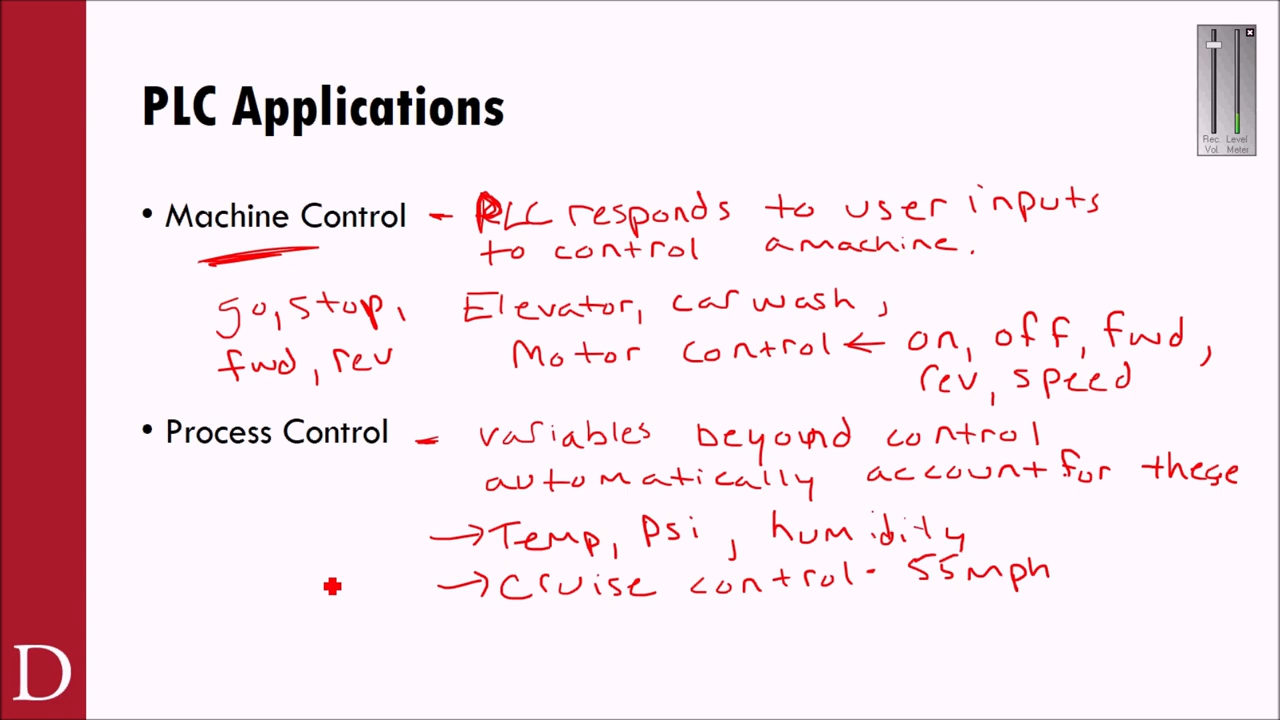 PLC Applications
• Machine Control - PLC responds to user inputs
to control a machine.
go, stop, Elevator, car wash,
fwd, rev Motor control ← on, off, fwd,
rev, speed
• Process Control - variables beyound control
automatically account for these
→ Temp, psi, humidity
→ Cruise control - 55mph
D
Rec. Level
Vol Meter